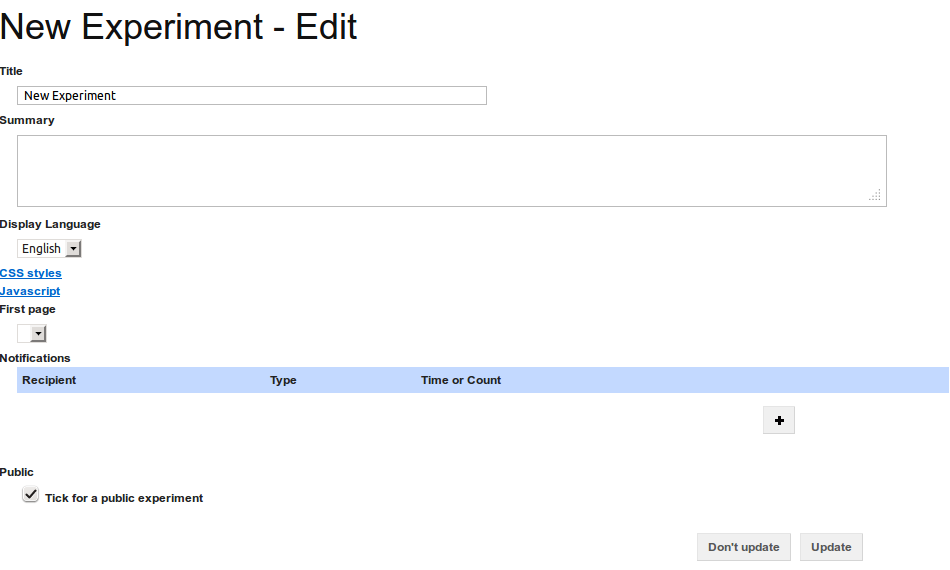 New Experiment - Edit
Title
New Experiment
Summary
Display Language
English
CSS styles
Javascript
First page
Notifications
Recipient Type Time or Count
Public
Tick for a public experiment
Don't update Update